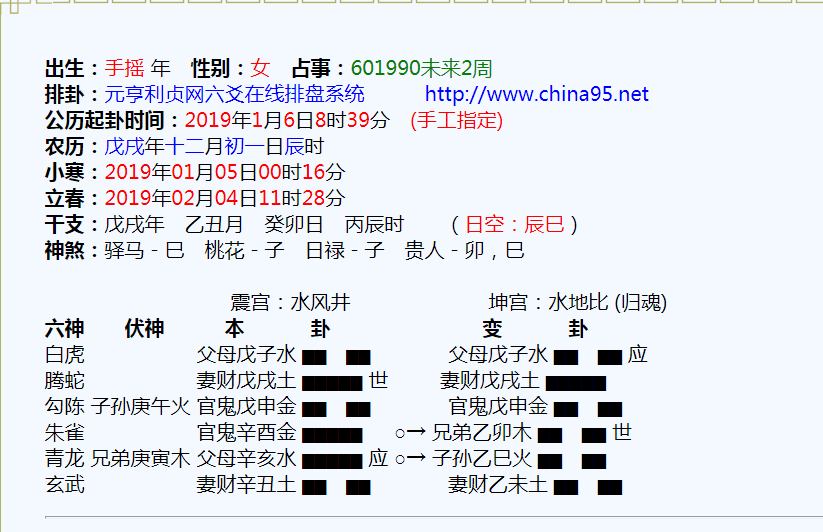 出生：手摇 年 性别：女 占事：601990未来2周
排卦：元亨利贞网六爻在线排盘系统 http://www.china95.net
公历起卦时间：2019年1月6日8时39分 (手工指定)
农历：戊戌年十二月初一日辰时
小寒：2019年01月05日00时16分
立春：2019年02月04日11时28分
干支：戊戌年 乙丑月 癸卯日 丙辰时 （日空：辰巳）
神煞：驿马－巳 桃花－子 日禄－子 贵人－卯，巳
震宫：水风井 坤宫：水地比 (归魂)
六神 伏神 本 卦 变 卦
白虎 父母戊子水 父母戊子水 应
腾蛇 妻财戊戌土 世 妻财戊戌土
勾陈 子孙庚午火 官鬼戊申金 官鬼戊申金
朱雀 官鬼辛酉金 ○→ 兄弟乙卯木 世
青龙 兄弟庚寅木 父母辛亥水 应 ○→ 子孙乙巳火
玄武 妻财辛丑土 妻财乙未土